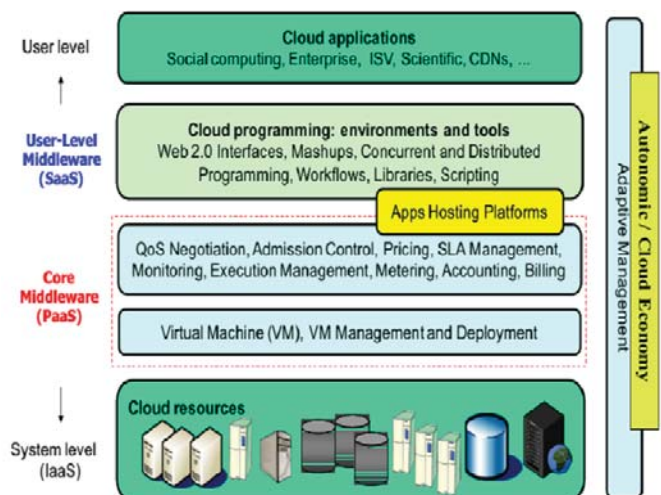 User level
Cloud applications
Social computing, Enterprise, ISV, Scientific, CDNs, ...
User-Level
Middleware
(SaaS)
Cloud programming: environments and tools
Web 2.0 Interfaces, Mashups, Concurrent and Distributed
Programming, Workflows, Libraries, Scripting
Apps Hosting Platforms
Core
Middleware
(PaaS)
QoS Negotiation, Admission Control, Pricing, SLA Management,
Monitoring, Execution Management, Metering, Accounting, Billing
Virtual Machine (VM), VM Management and Deployment
System level
(IaaS)
Cloud resources
Adaptive Management
Autonomic / Cloud Economy